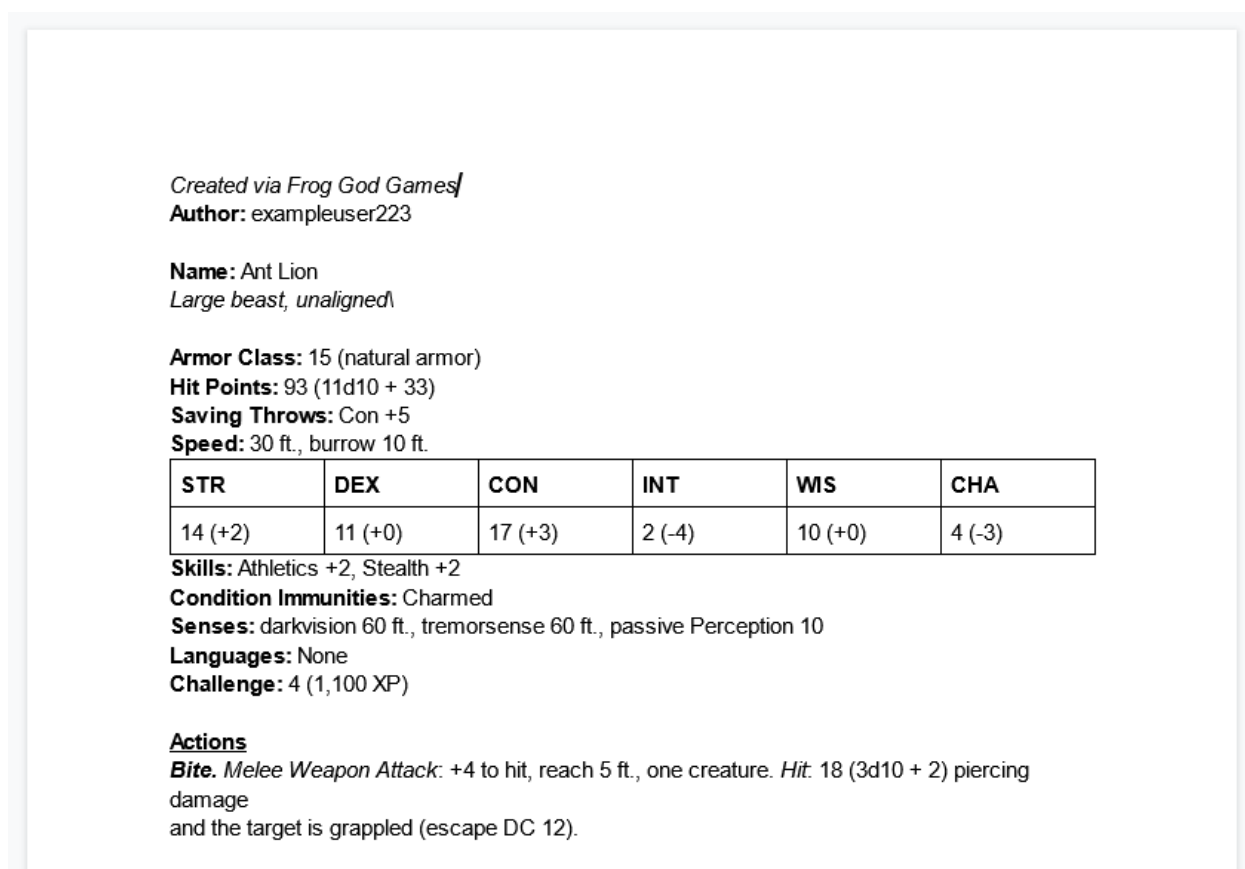 Created via Frog God Games
Author: exampleuser223
Name: Ant Lion
Large beast, unaligned\
Armor Class: 15 (natural armor)
Hit Points: 93 (11d10 + 33)
Saving Throws: Con +5
Speed: 30 ft., burrow 10 ft.
STR DEX CON INT WIS CHA
14 (+2) 11 (+0) 17 (+3) 2 (-4) 10 (+0) 4 (-3)
Skills: Athletics +2, Stealth +2
Condition Immunities: Charmed
Senses: darkvision 60 ft., tremorsense 60 ft., passive Perception 10
Languages: None
Challenge: 4 (1,100 XP)
Actions
Bite. Melee Weapon Attack: +4 to hit, reach 5 ft., one creature. Hit: 18 (3d10 + 2) piercing
damage
and the target is grappled (escape DC 12).